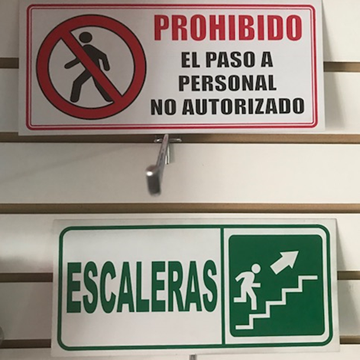 PROHIBIDO
EL PASO A
PERSONAL
NO AUTORIZADO
ESCALERAS